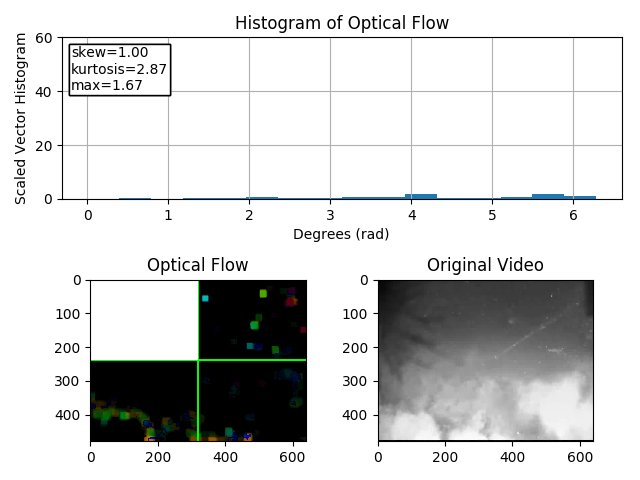 Histogram of Optical Flow
60
40
20
0
Scaled Vector Histogram
skew=1.00
kurtosis=2.87
max=1.67
0 1 2 3 4 5 6
Degrees (rad)
Optical Flow
0
100
200
300
400
0 200 400 600
Original Video
0
100
200
300
400
0 200 400 600